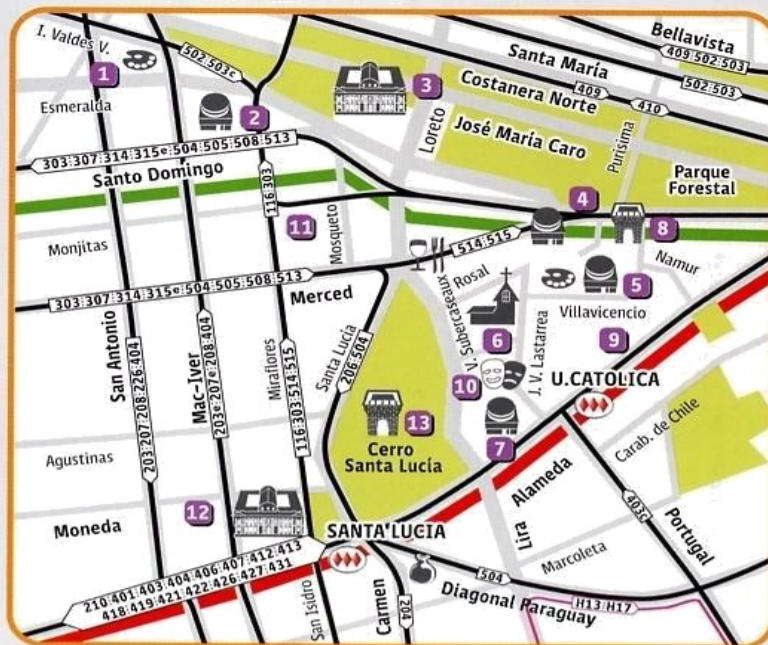 I. Valdes V.
1
502:503c
Bellavista
409:502:503
Santa María
502:503
3
Costanera Norte
409
410
Esmeralda
2
Loreto
José María Caro
Purísima
303:307:314:315e:504:505:508:513
Santo Domingo
116:303
Parque
Forestal
4
11
Mosqueto
8
Monjitas
514:515
Namur
Rosal
5
303:307:314:315e:504:505:508:513
Merced
V. Subercaseaux
Villavicencio
San Antonio
203:207:208:226:404
Mac-Iver
203e:207e:208:404
Miraflores
116:303:514:515
Santa Lucía
206:504
6
J. V. Lastarrea
9
10
U.CATOLICA
13
Cerro
Santa Lucía
7
Carab. de Chile
Agustinas
Alameda
403c
Portugal
12
Moneda
SANTA LUCIA
Lira
Marcoleta
210:401:403:404:406:407:412:413
418:419:421:422:426:427:431
504
San Isidro
Carmen
204
Diagonal Paraguay
H13:H17